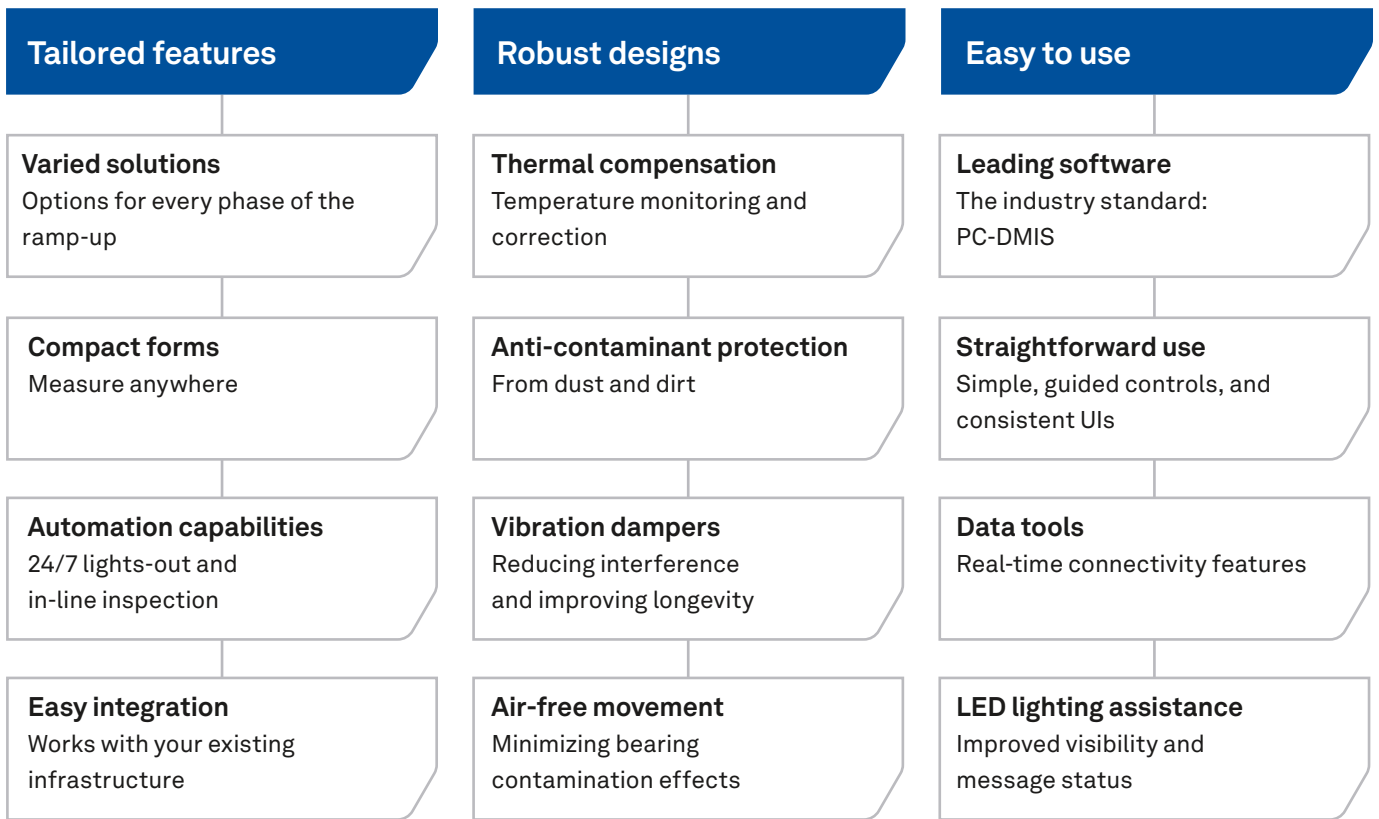 Tailored features
Varied solutions
Options for every phase of the
ramp-up
Compact forms
Measure anywhere
Automation capabilities
24/7 lights-out and
in-line inspection
Easy integration
Works with your existing
infrastructure
Robust designs
Thermal compensation
Temperature monitoring and
correction
Anti-contaminant protection
From dust and dirt
Vibration dampers
Reducing interference
and improving longevity
Air-free movement
Minimizing bearing
contamination effects
Easy to use
Leading software
The industry standard:
PC-DMIS
Straightforward use
Simple, guided controls, and
consistent UIs
Data tools
Real-time connectivity features
LED lighting assistance
Improved visibility and
message status